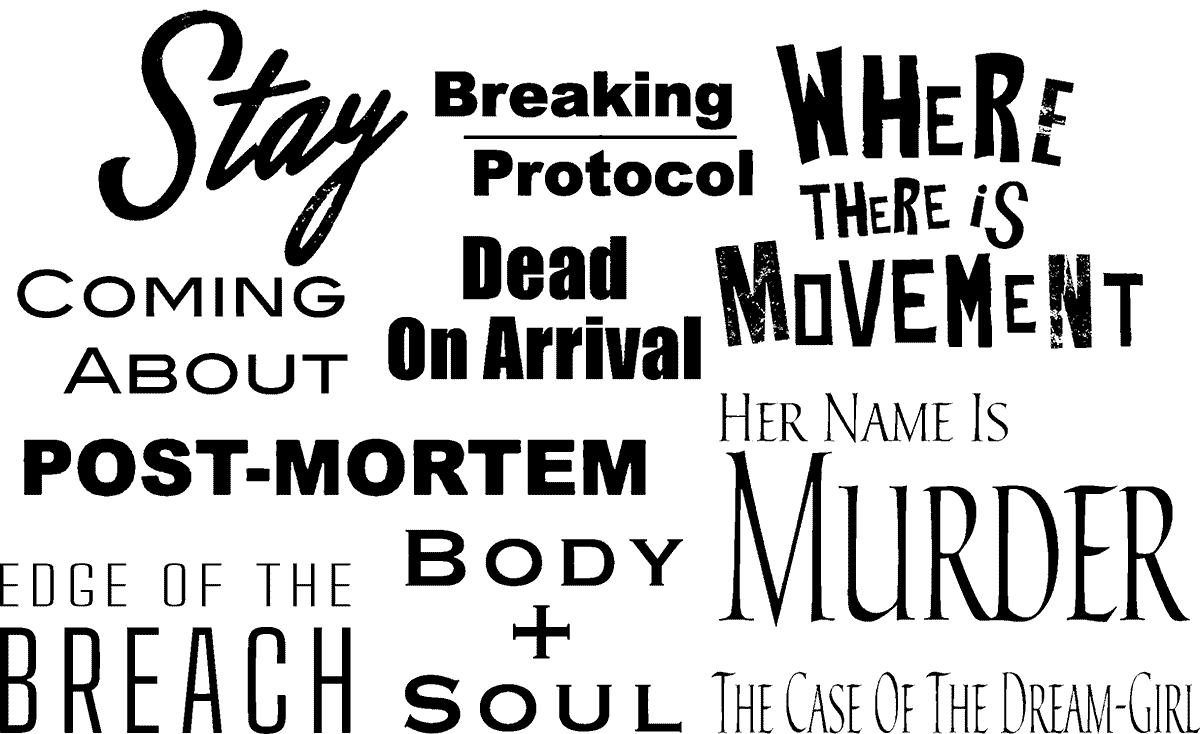 Stay
Breaking
Protocol
WHERE
THERE iS
MOVEMENT
COMING
ABOUT
Dead
On Arrival
POST-MORTEM
HER NAME IS
MURDER
EDGE OF THE
BREACH
BODY
+
SOUL
THE CASE OF THE DREAM-GIRL